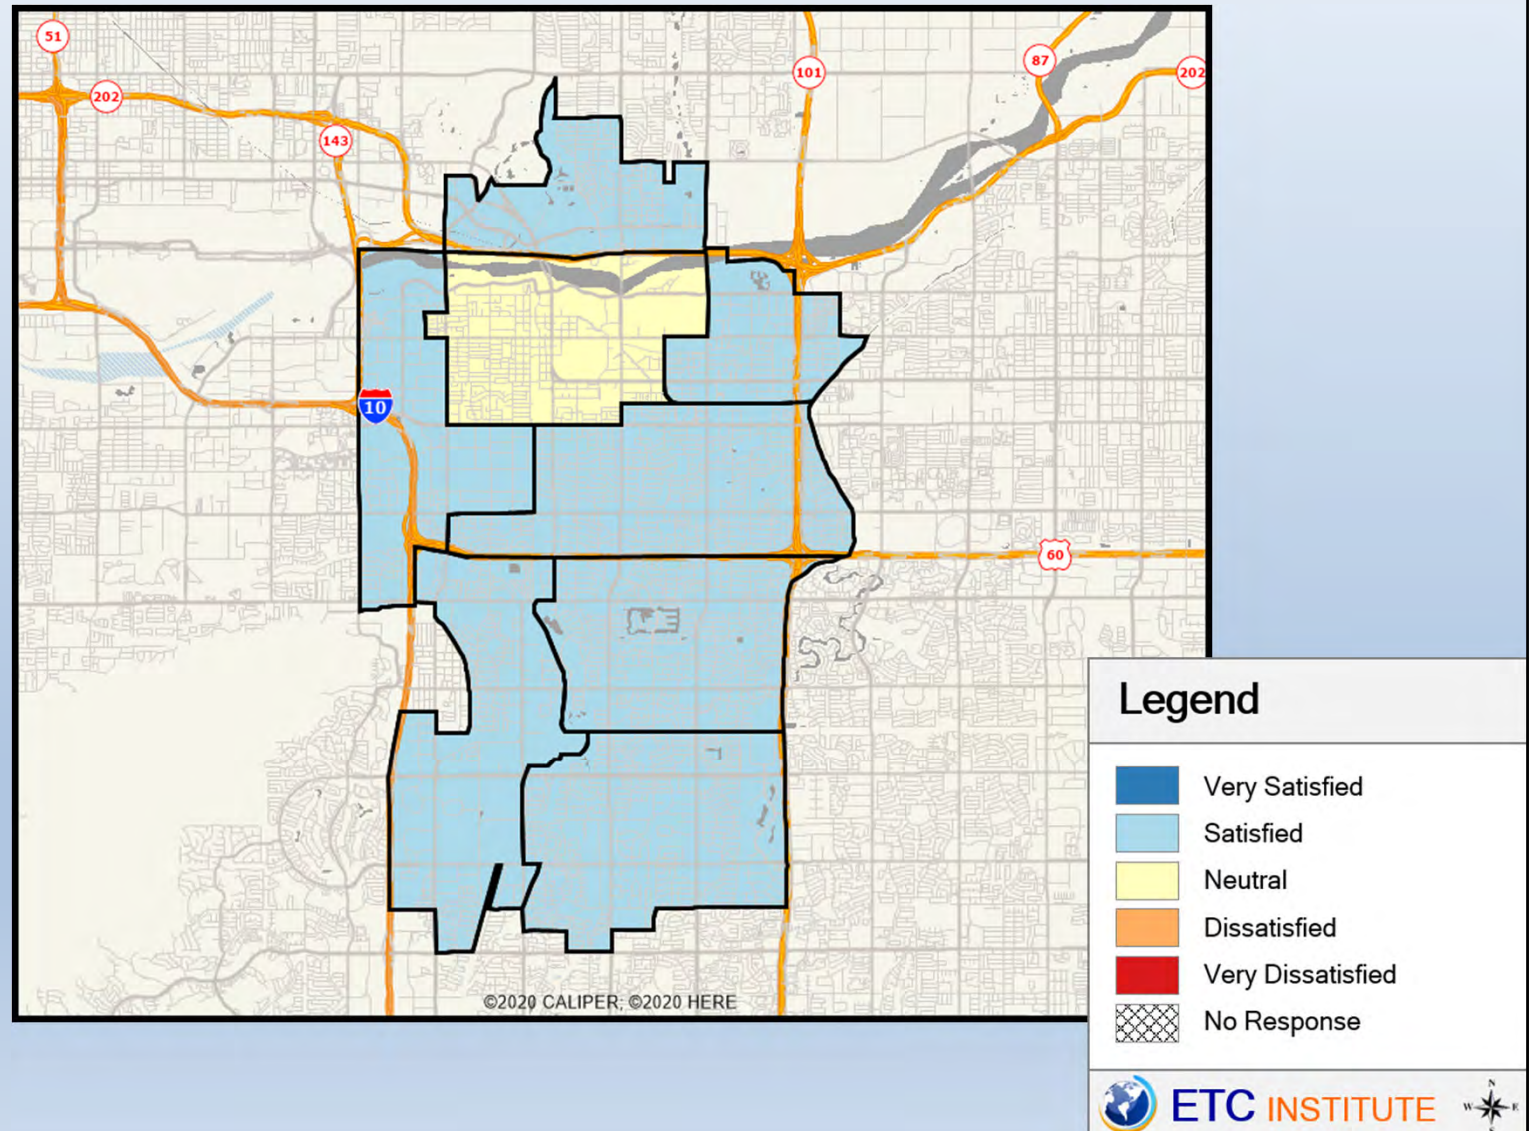 51
202
143
101
87
202
10
60
©2020 CALIPER; ©2020 HERE
Legend
Very Satisfied
Satisfied
Neutral
Dissatisfied
Very Dissatisfied
No Response
ETC INSTITUTE
N
W
E
S